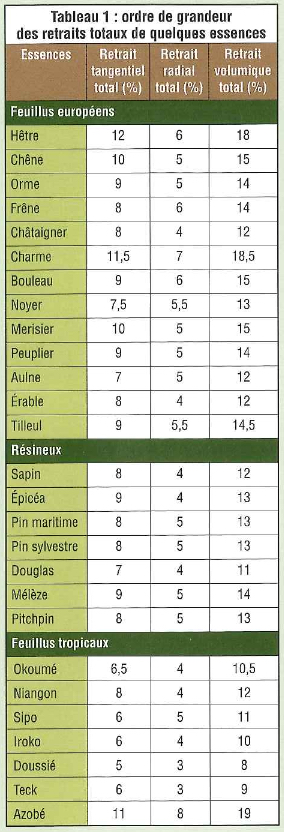 Tableau 1 : ordre de grandeur
des retraits totaux de quelques essences
Essences Retrait tangentiel total (%) Retrait radial total (%) Retrait volumique total (%)
Feuillus européens
Hêtre 12 6 18
Chêne 10 5 15
Orme 9 5 14
Frêne 8 6 14
Châtaigner 8 4 12
Charme 11,5 7 18,5
Bouleau 9 6 15
Noyer 7,5 5,5 13
Merisier 10 5 15
Peuplier 9 5 14
Aulne 7 5 12
Érable 8 4 12
Tilleul 9 5,5 14,5
Résineux
Sapin 8 4 12
Épicéa 9 4 13
Pin maritime 8 5 13
Pin sylvestre 8 5 13
Douglas 7 4 11
Mélèze 9 5 14
Pitchpin 8 5 13
Feuillus tropicaux
Okoumé 6,5 4 10,5
Niangon 8 4 12
Sipo 6 5 11
Iroko 6 4 10
Doussié 5 3 8
Teck 6 3 9
Azobé 11 8 19